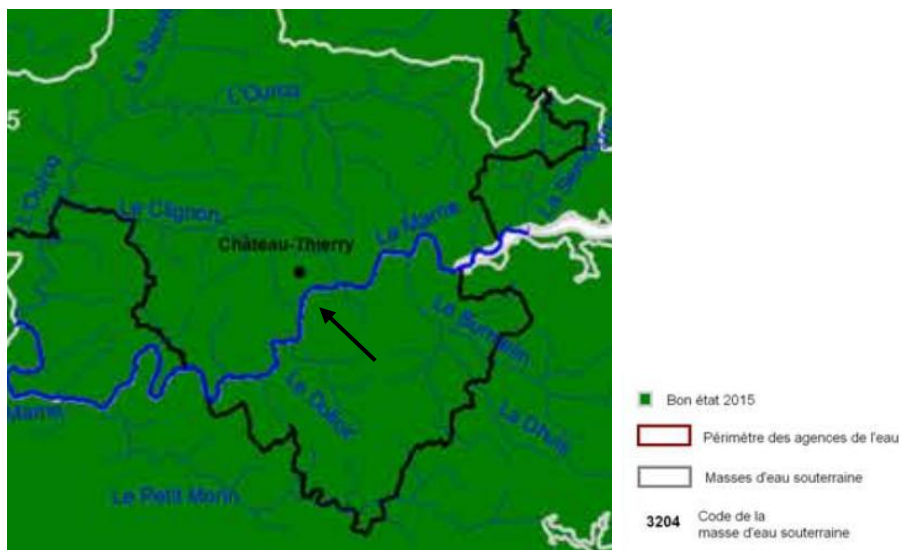 L'Ourcq
5
L'Ourcq
Le Clignon
La Marne
Château-Thierry
Le Surmelin
Le Dolloir
La Dhuis
Marne
Le Petit Morin
Bon état 2015
Périmètre des agences de l'eau
Masses d'eau souterraine
3204 Code de la
masse d'eau souterraine